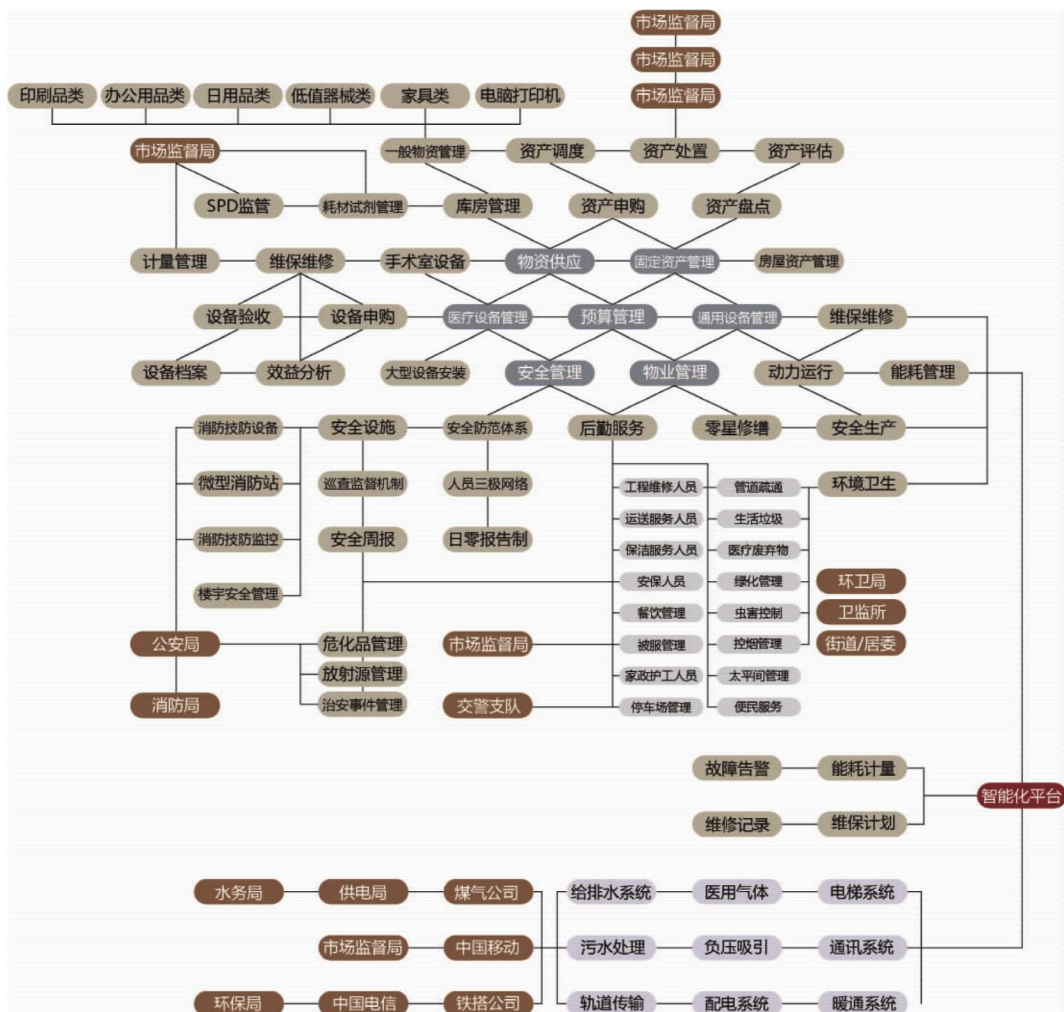 市场监督局
市场监督局
印刷品类 办公用品类 日用品类 低值器械类 家具类 电脑打印机 市场监督局
市场监督局 一般物资管理 资产调度 资产处置 资产评估
SPD监管 耗材试剂管理 库房管理 资产申购 资产盘点
计量管理 维保维修 手术室设备 物资供应 固定资产管理 房屋资产管理
设备验收 设备申购 医疗设备管理 预算管理 通用设备管理 维保维修
设备档案 效益分析 大型设备安装 安全管理 物业管理 动力运行 能耗管理
消防技防设备 安全设施 安全防范体系 后勤服务 零星修缮 安全生产
微型消防站 巡查监督机制 人员三极网络 工程维修人员 管道疏通 环境卫生
运送服务人员 生活垃圾
消防技防监控 安全周报 日零报告制 保洁服务人员 医疗废弃物
楼宇安全管理 安保人员 绿化管理 环卫局
餐饮管理 虫害控制 卫监所
公安局 危化品管理 市场监督局 被服管理 控烟管理 街道/居委
放射源管理 家政护工人员 太平间管理
消防局 治安事件管理 交警支队 停车场管理 便民服务
故障告警 能耗计量
智能化平台
维修记录 维保计划
水务局 供电局 煤气公司 给排水系统 医用气体 电梯系统
市场监督局 中国移动 污水处理 负压吸引 通讯系统
环保局 中国电信 铁搭公司 轨道传输 配电系统 暖通系统